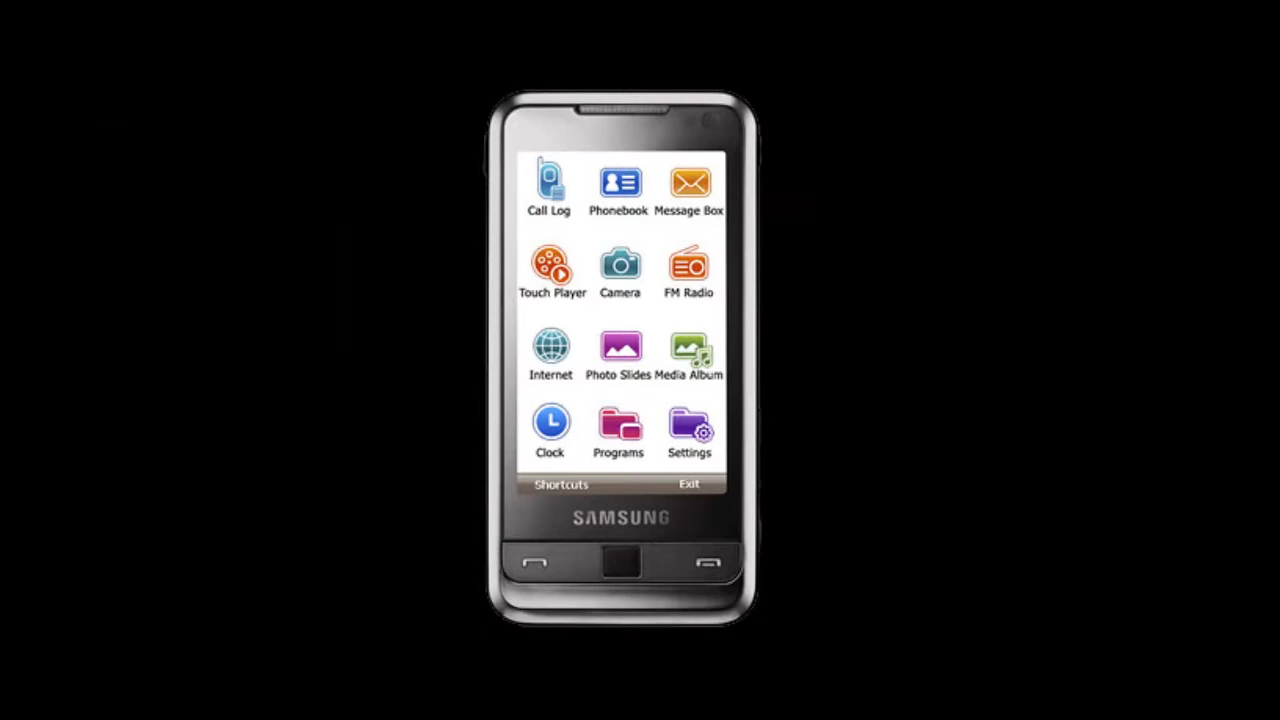 Call Log Phonebook Message Box
Touch Player Camera FM Radio
Internet Photo Slides Media Album
Clock Programs Settings
Shortcuts Exit
SAMSUNG